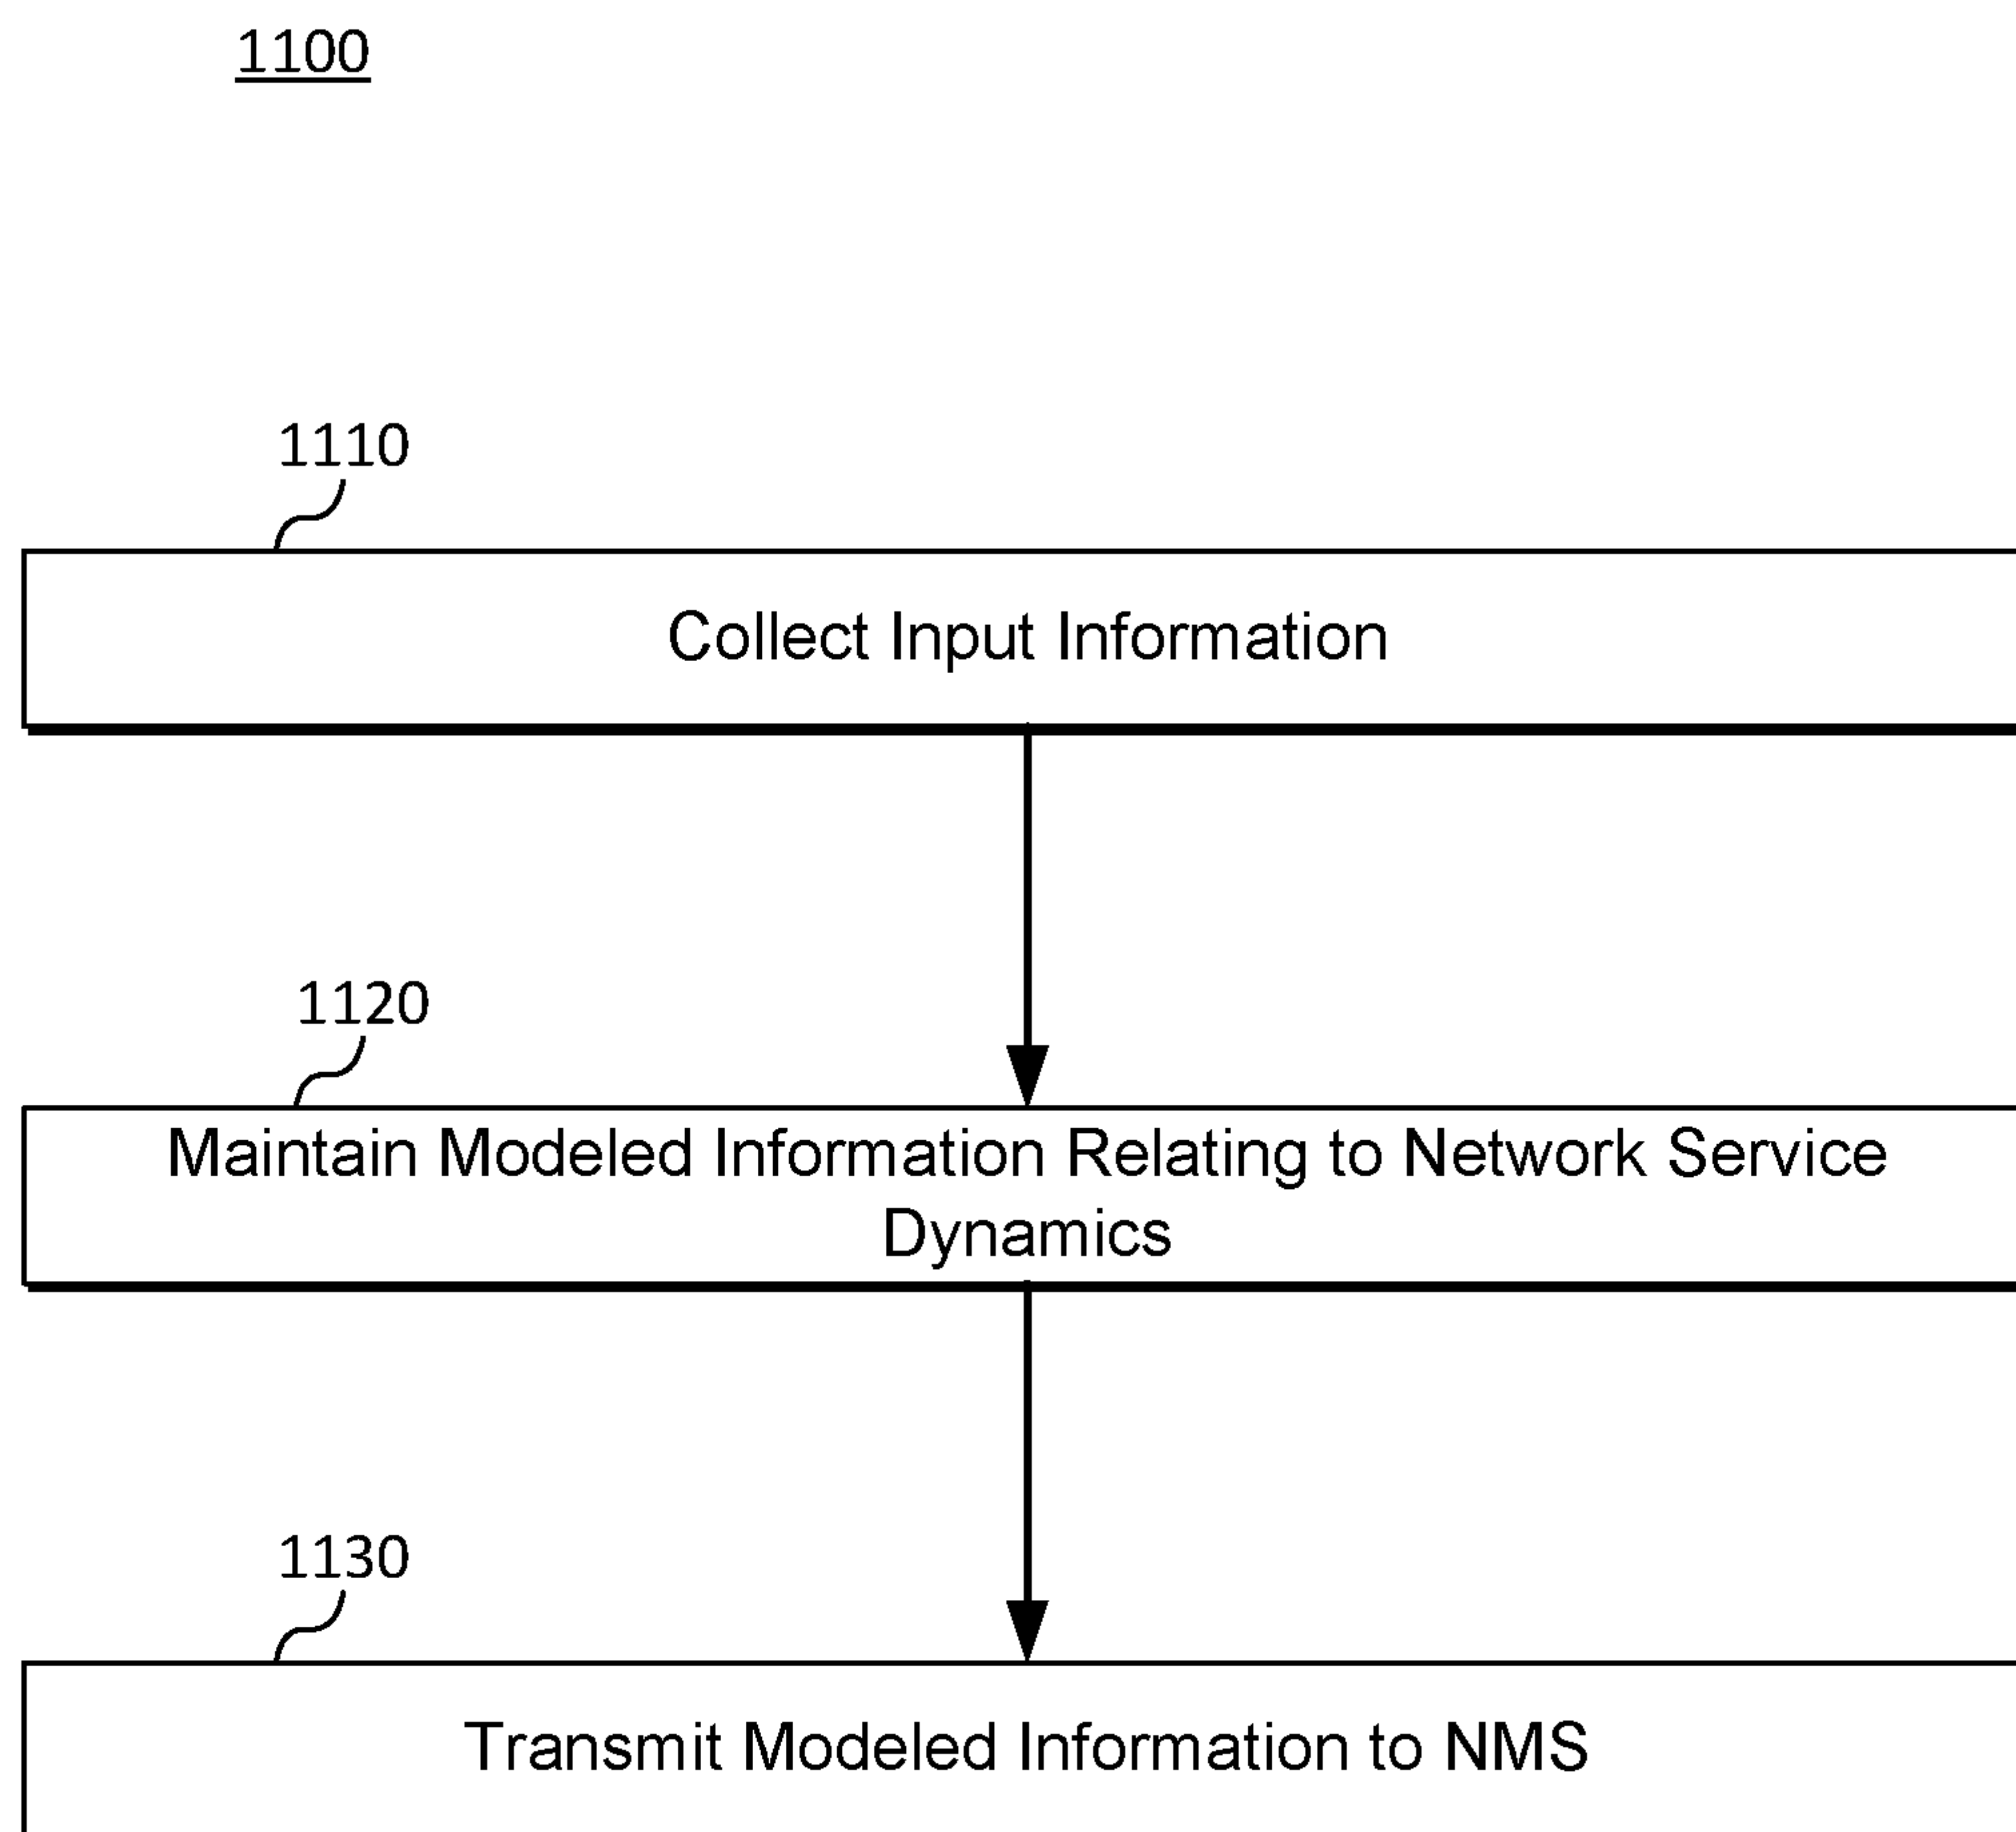 1100
1110
Collect Input Information
1120
Maintain Modeled Information Relating to Network Service
Dynamics
1130
Transmit Modeled Information to NMS